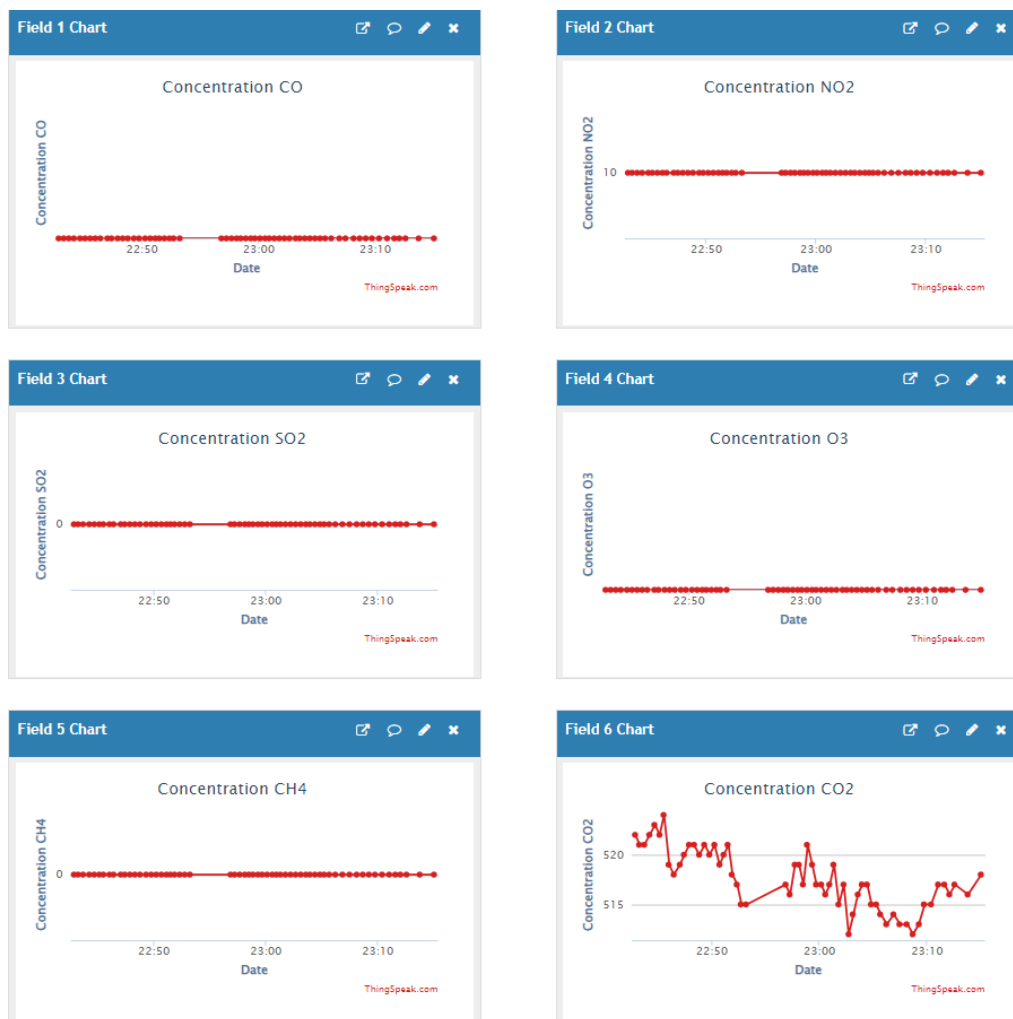 Field 1 Chart
Concentration CO
Concentration CO
22:50 23:00 23:10
Date
ThingSpeak.com
Field 2 Chart
Concentration NO2
Concentration NO2
10
22:50 23:00 23:10
Date
ThingSpeak.com
Field 3 Chart
Concentration SO2
Concentration SO2
0
22:50 23:00 23:10
Date
ThingSpeak.com
Field 4 Chart
Concentration O3
Concentration O3
22:50 23:00 23:10
Date
ThingSpeak.com
Field 5 Chart
Concentration CH4
Concentration CH4
0
22:50 23:00 23:10
Date
ThingSpeak.com
Field 6 Chart
Concentration CO2
Concentration CO2
520
515
22:50 23:00 23:10
Date
ThingSpeak.com